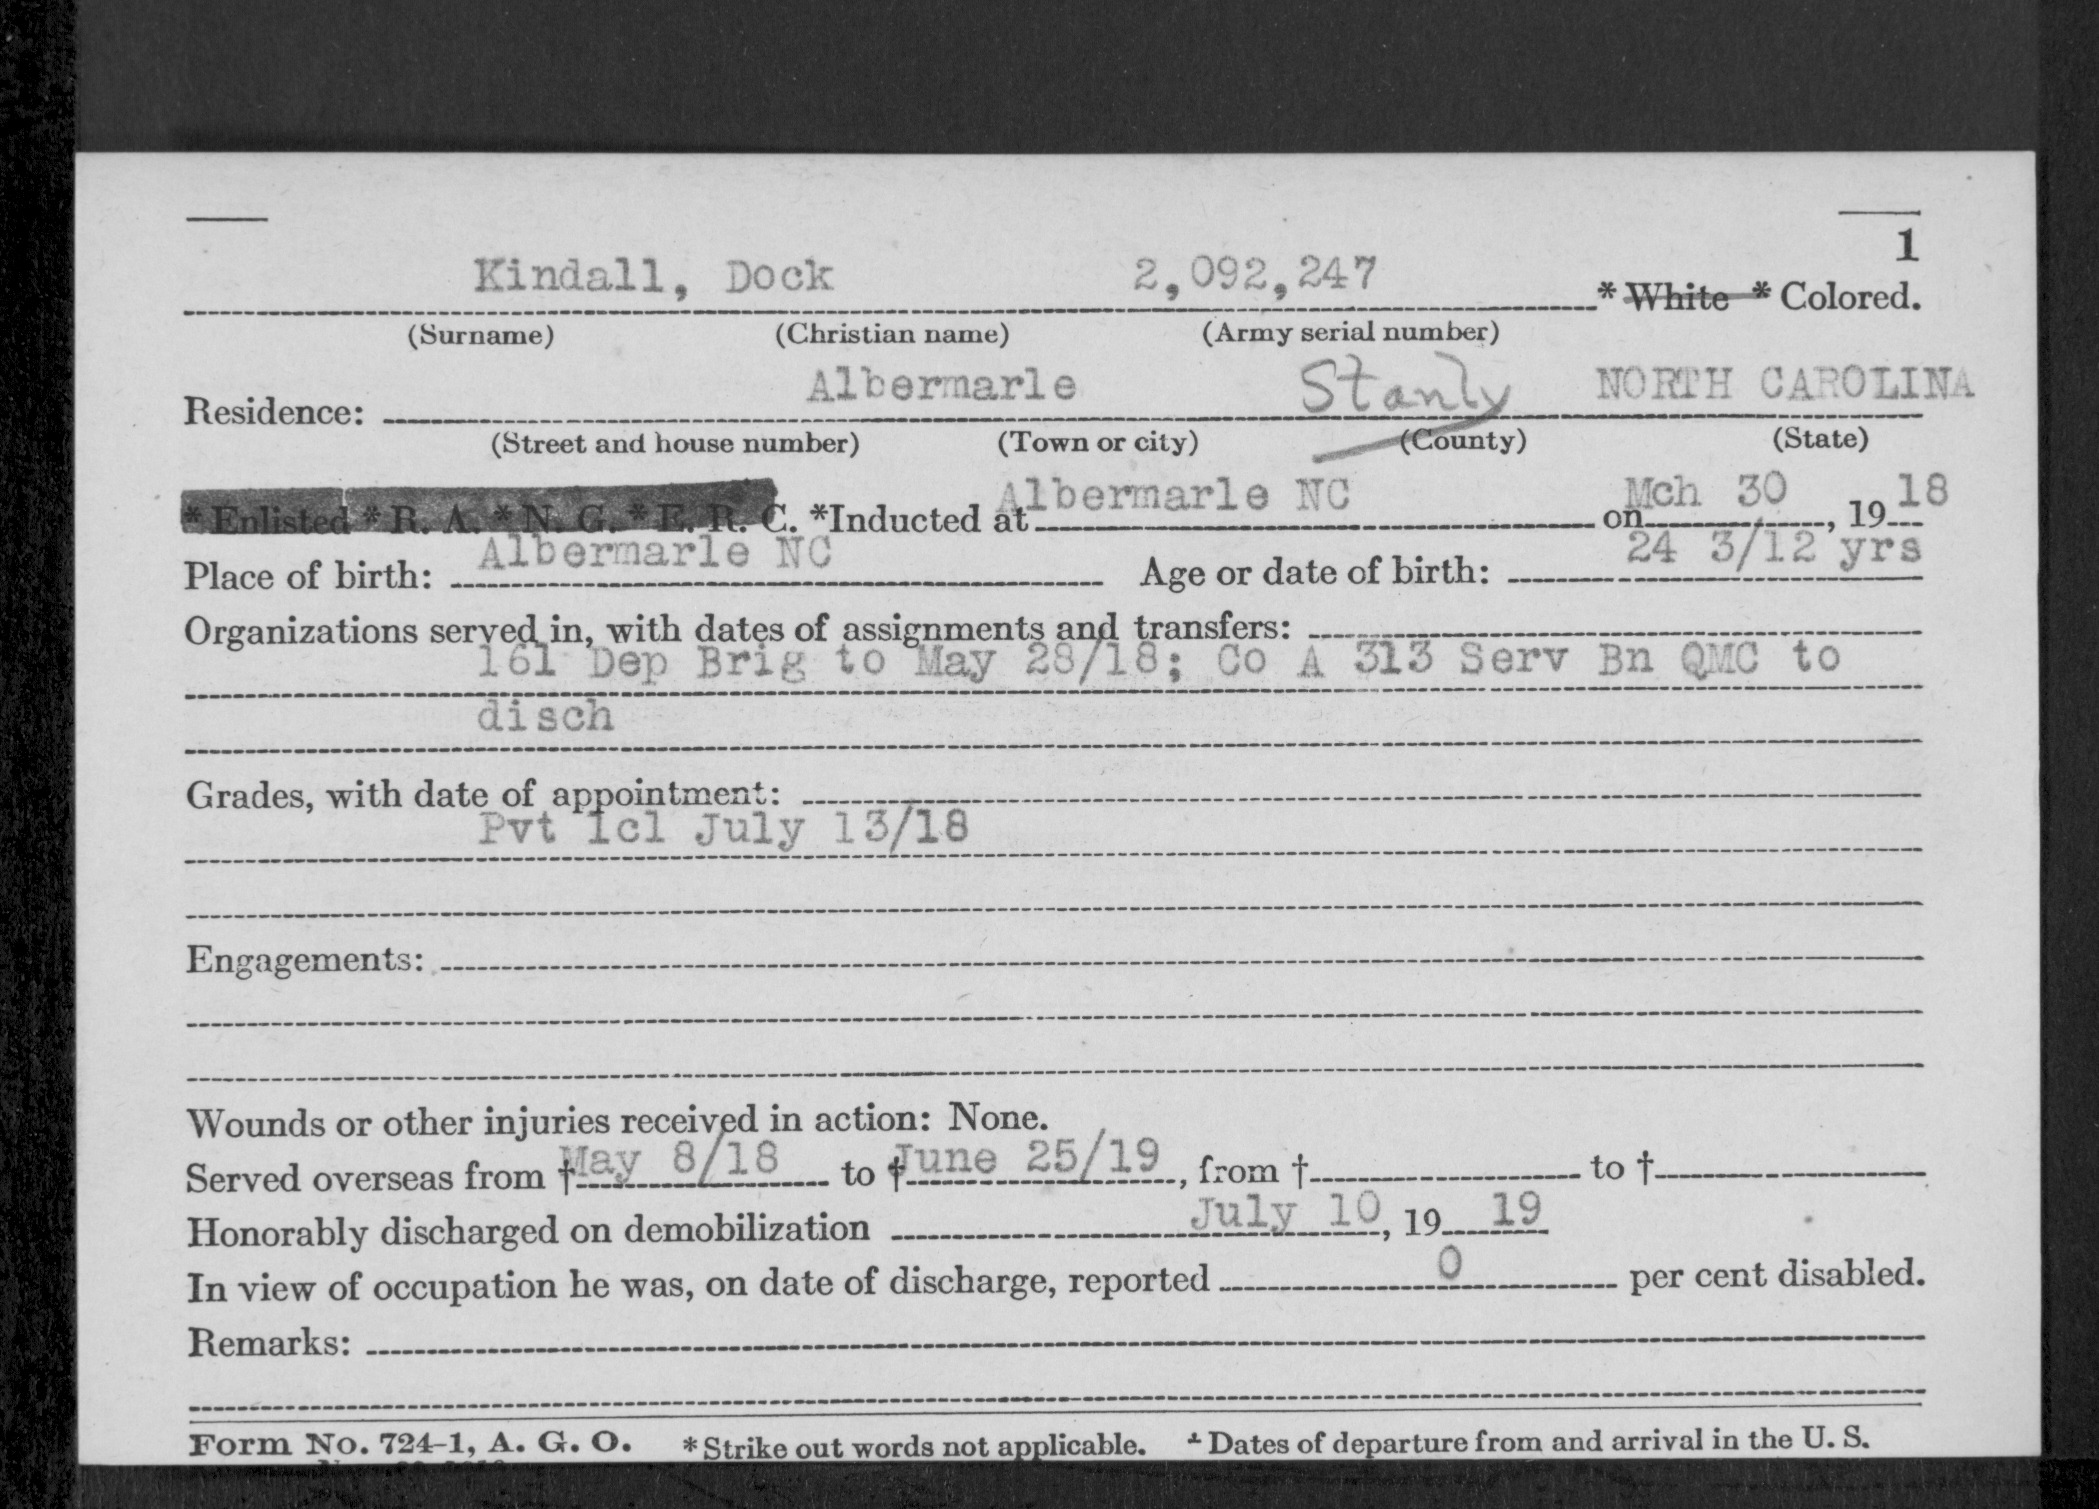 1
Kindall, Dock 2,092,247 * White * Colored.
(Surname) (Christian name) (Army serial number)
Albermarle Stanly NORTH CAROLINA
Residence:
(Street and house number) (Town or city) (County) (State)
* Enlisted * R. A. * N. G. * E. R. C. *Inducted at Albermarle NC on Mch 30, 1918
Place of birth: Albermarle NC Age or date of birth: 24 3/12 yrs
Organizations served in, with dates of assignments and transfers:
161 Dep Brig to May 28/18; Co A 313 Serv Bn QMC to
disch
Grades, with date of appointment:
Pvt 1cl July 13/18
Engagements:
Wounds or other injuries received in action: None.
Served overseas from † May 8/18 to † June 25/19, from † to †
Honorably discharged on demobilization July 10, 19 19
In view of occupation he was, on date of discharge, reported 0 per cent disabled.
Remarks:
Form No. 724-1, A. G. O. * Strike out words not applicable. † Dates of departure from and arrival in the U. S.